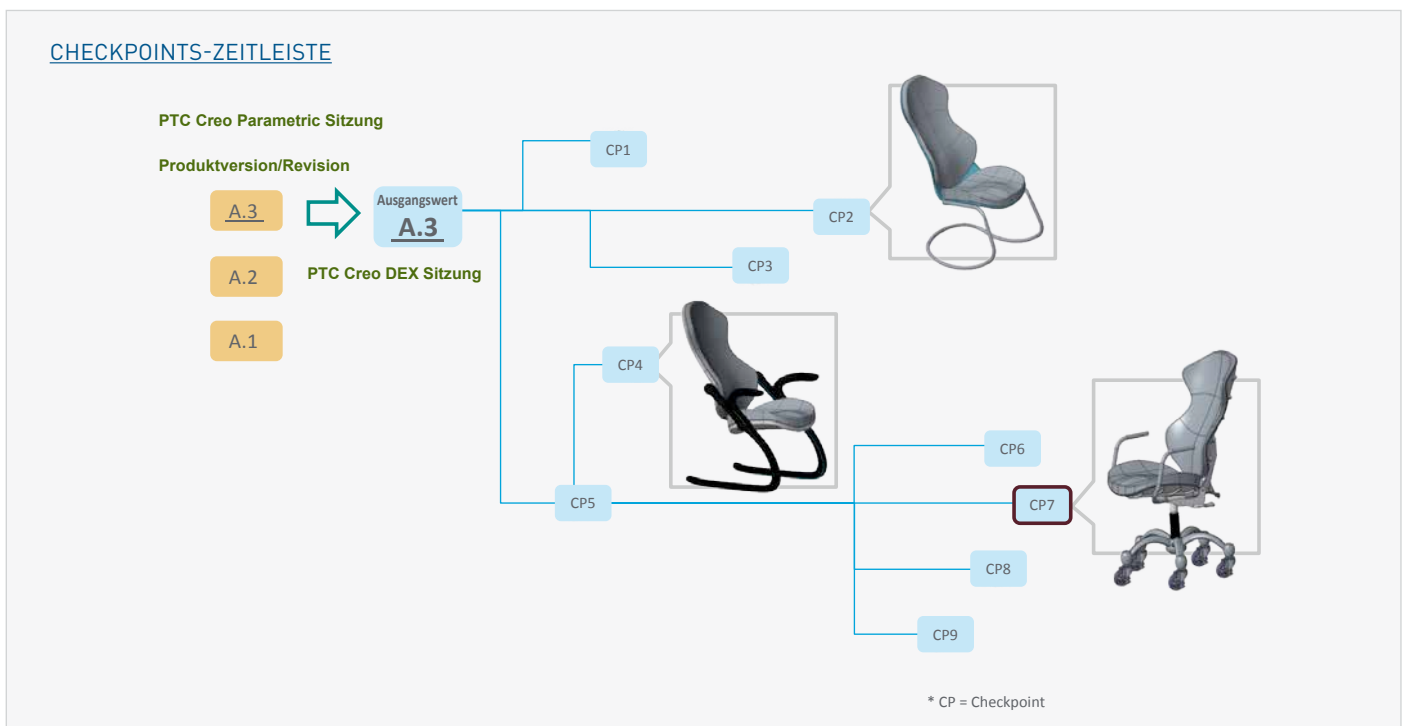 CHECKPOINTS-ZEITLEISTE
PTC Creo Parametric Sitzung
Produktversion/Revision
A.3
A.2
A.1
Ausgangswert
A.3
PTC Creo DEX Sitzung
CP1
CP2
CP3
CP4
CP5
CP6
CP7
CP8
CP9
* CP = Checkpoint